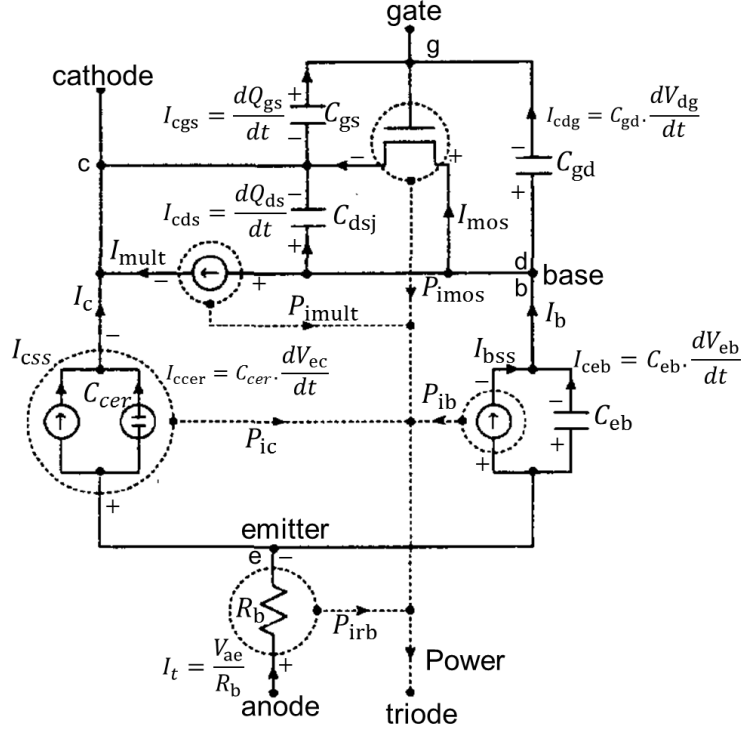 gate
g
cathode
I_cgs = dQ_gs/dt
+
−
C_gs
I_cdg = C_gd. dV_dg/dt
−
+
C_gd
c
−
+
I_cds = dQ_ds/dt
−
+
C_dsj
I_mos
I_mult
−
+
d
b
base
P_imos
P_imult
I_c
−
I_b
I_css
C_cer
I_ccer = C_cer. dV_ec/dt
I_bss
−
+
I_ceb = C_eb. dV_eb/dt
−
+
C_eb
P_ib
P_ic
+
emitter
e
−
R_b
P_irb
I_t = V_ae/R_b
+
Power
anode
triode